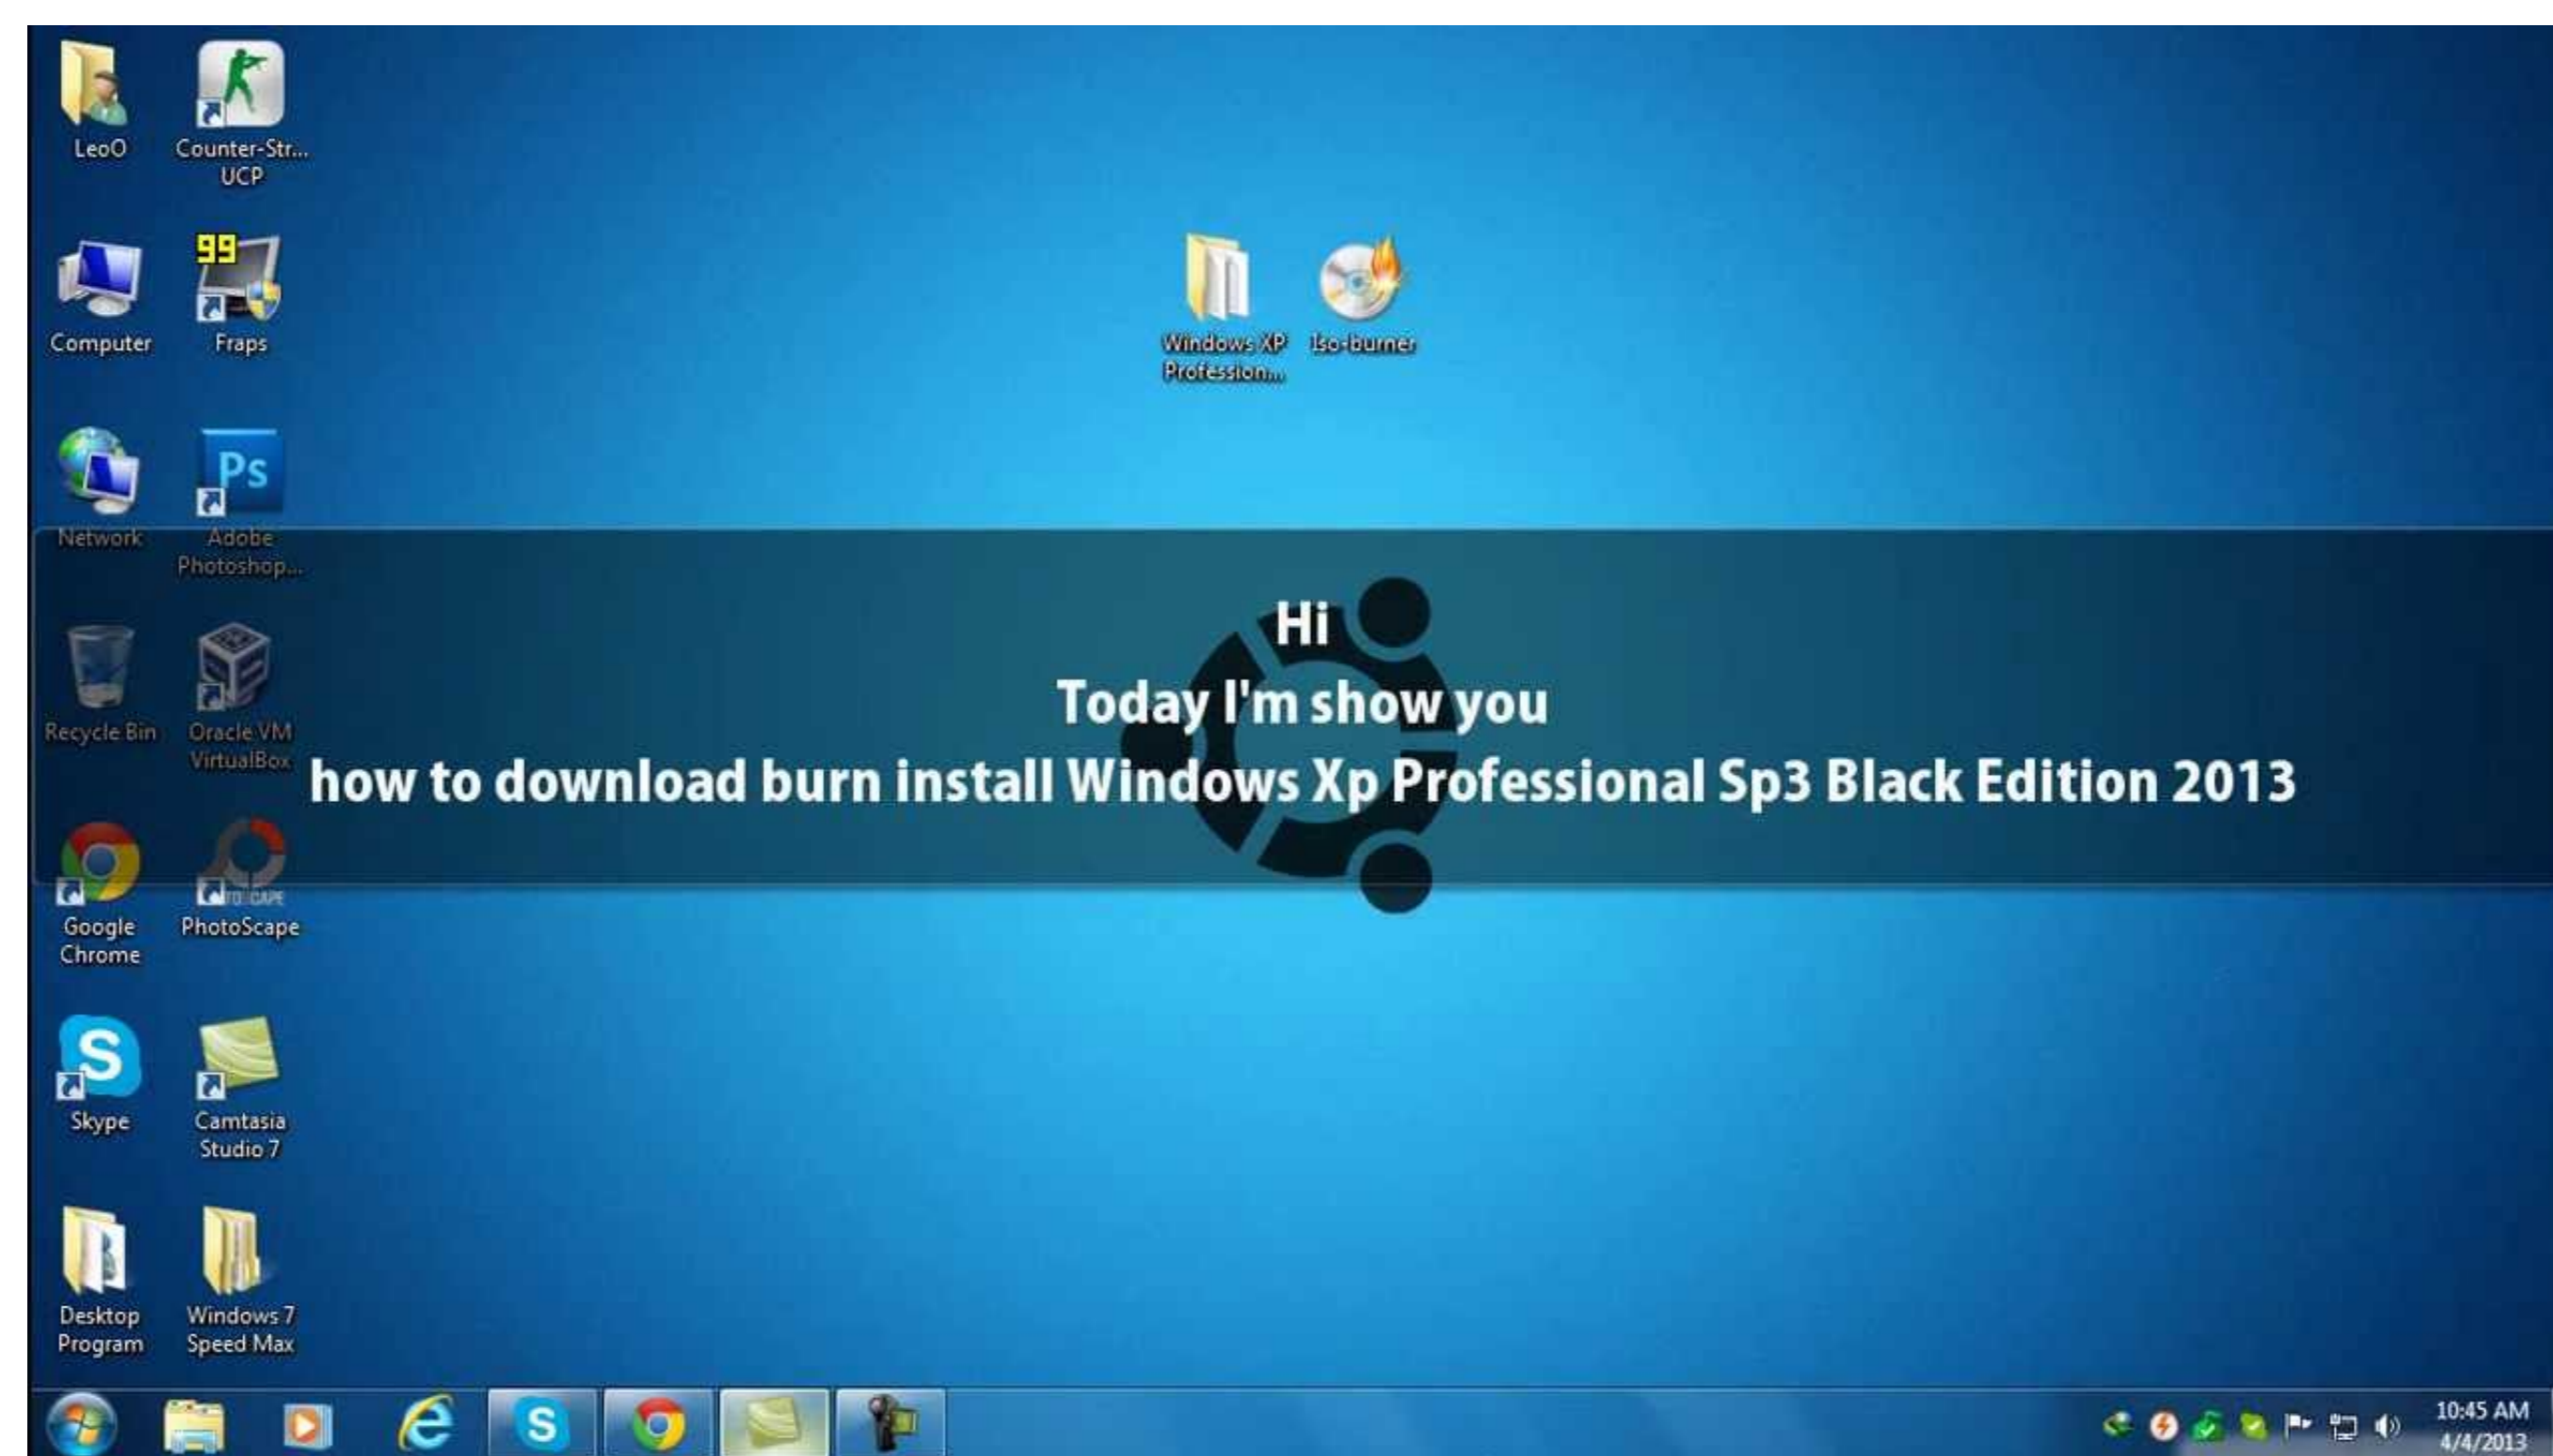 LeoO
Counter-Str...
UCP
Computer
99
Fraps
Windows XP
Profession...
Iso-burner
Network
Ps
Adobe
Photoshop...
Hi
Today I'm show you
how to download burn install Windows Xp Professional Sp3 Black Edition 2013
Recycle Bin
Oracle VM
VirtualBox
Google
Chrome
PhotoScape
S
Skype
Camtasia
Studio 7
Desktop
Program
Windows 7
Speed Max
S
10:45 AM
4/4/2013